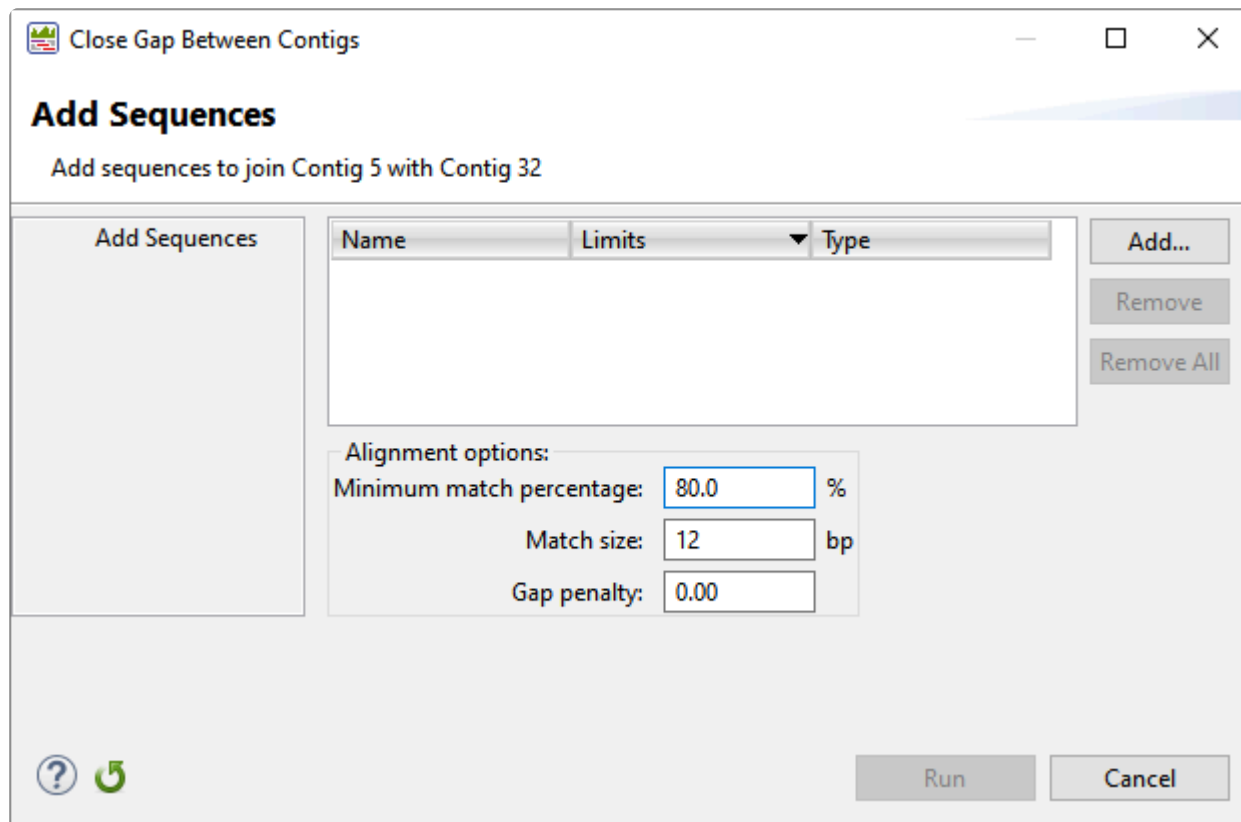 Close Gap Between Contigs
Add Sequences
Add sequences to join Contig 5 with Contig 32
Add Sequences
Name Limits Type
Add...
Remove
Remove All
Alignment options:
Minimum match percentage: 80.0 %
Match size: 12 bp
Gap penalty: 0.00
? Run Cancel